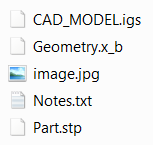 CAD_MODEL.igs
Geometry.x_b
image.jpg
Notes.txt
Part.stp